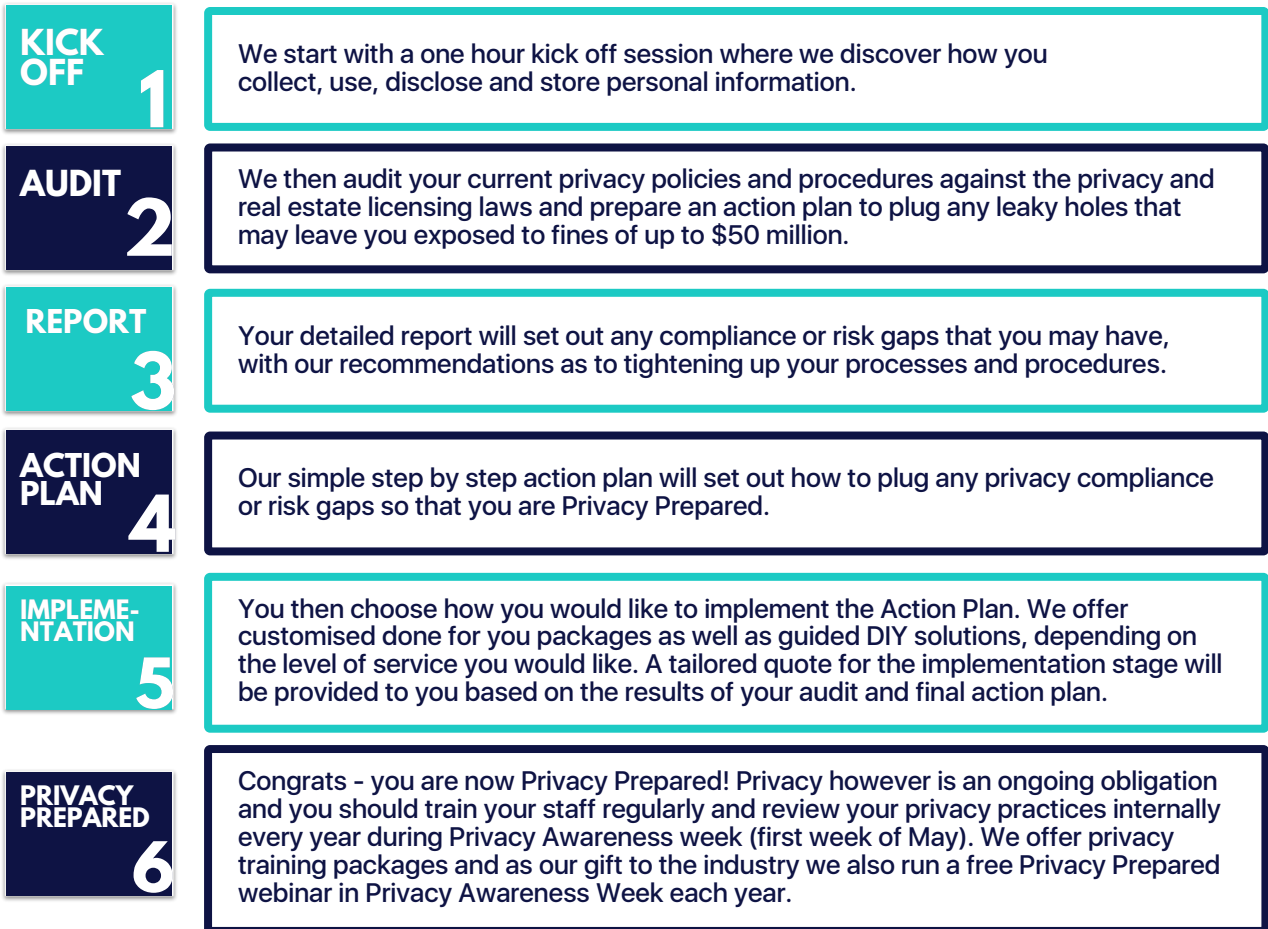 KICK
OFF
1
We start with a one hour kick off session where we discover how you
collect, use, disclose and store personal information.
AUDIT
2
We then audit your current privacy policies and procedures against the privacy and
real estate licensing laws and prepare an action plan to plug any leaky holes that
may leave you exposed to fines of up to $50 million.
REPORT
3
Your detailed report will set out any compliance or risk gaps that you may have,
with our recommendations as to tightening up your processes and procedures.
ACTION
PLAN
4
Our simple step by step action plan will set out how to plug any privacy compliance
or risk gaps so that you are Privacy Prepared.
IMPLEME-
NTATION
5
You then choose how you would like to implement the Action Plan. We offer
customised done for you packages as well as guided DIY solutions, depending on
the level of service you would like. A tailored quote for the implementation stage will
be provided to you based on the results of your audit and final action plan.
PRIVACY
PREPARED
6
Congrats - you are now Privacy Prepared! Privacy however is an ongoing obligation
and you should train your staff regularly and review your privacy practices internally
every year during Privacy Awareness week (first week of May). We offer privacy
training packages and as our gift to the industry we also run a free Privacy Prepared
webinar in Privacy Awareness Week each year.